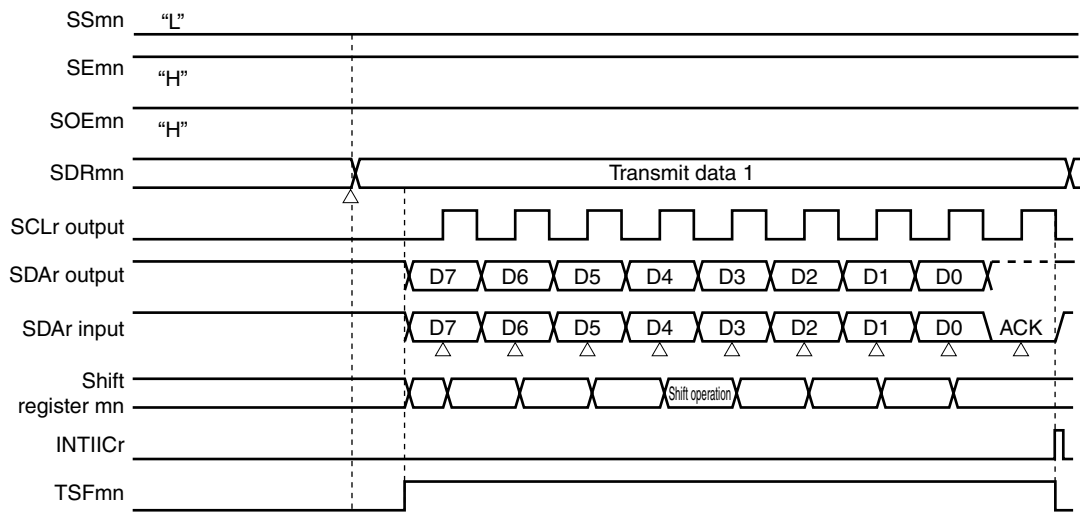 SSmn “L”
SEmn “H”
SOEmn “H”
SDRmn Transmit data 1
SCLr output
SDAr output D7 D6 D5 D4 D3 D2 D1 D0
SDAr input D7 D6 D5 D4 D3 D2 D1 D0 ACK
Shift
register mn Shift operation
INTIICr
TSFmn